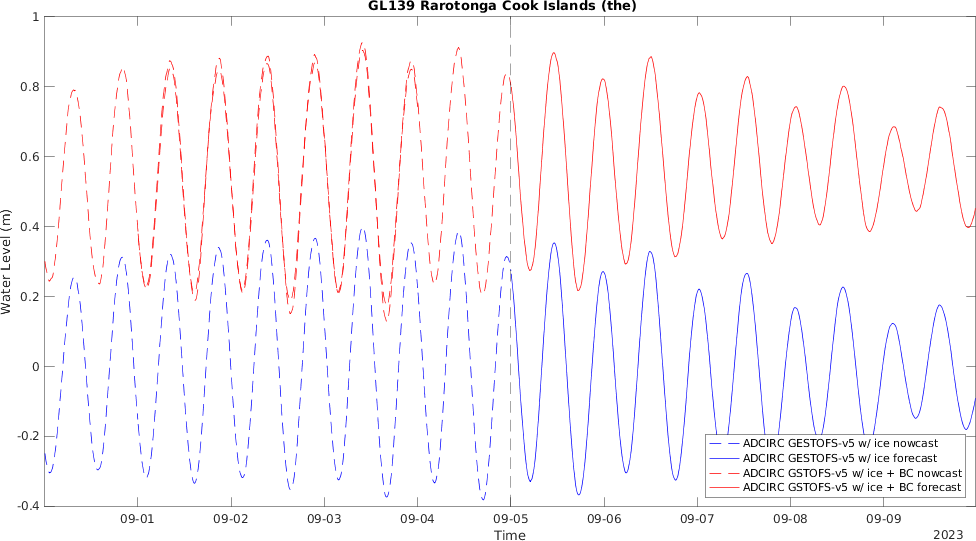 GL139 Rarotonga Cook Islands (the)
1
0.8
0.6
0.4
0.2
0
-0.2
-0.4
Water Level (m)
ADCIRC GESTOFS-v5 w/ ice nowcast
ADCIRC GESTOFS-v5 w/ ice forecast
ADCIRC GSTOFS-v5 w/ ice + BC nowcast
ADCIRC GSTOFS-v5 w/ ice + BC forecast
09-01 09-02 09-03 09-04 09-05 09-06 09-07 09-08 09-09
Time
2023